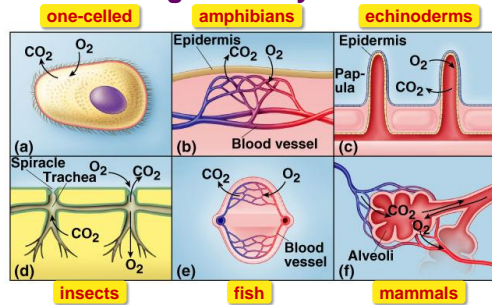 one-celled
amphibians
echinoderms
CO2
O2
(a)
Epidermis
CO2
O2
Blood vessel
(b)
Epidermis
Pap-
ula
O2
CO2
(c)
Spiracle
Trachea
O2
CO2
CO2
O2
(d)
CO2
O2
Blood
vessel
(e)
CO2
O2
Alveoli
(f)
insects
fish
mammals